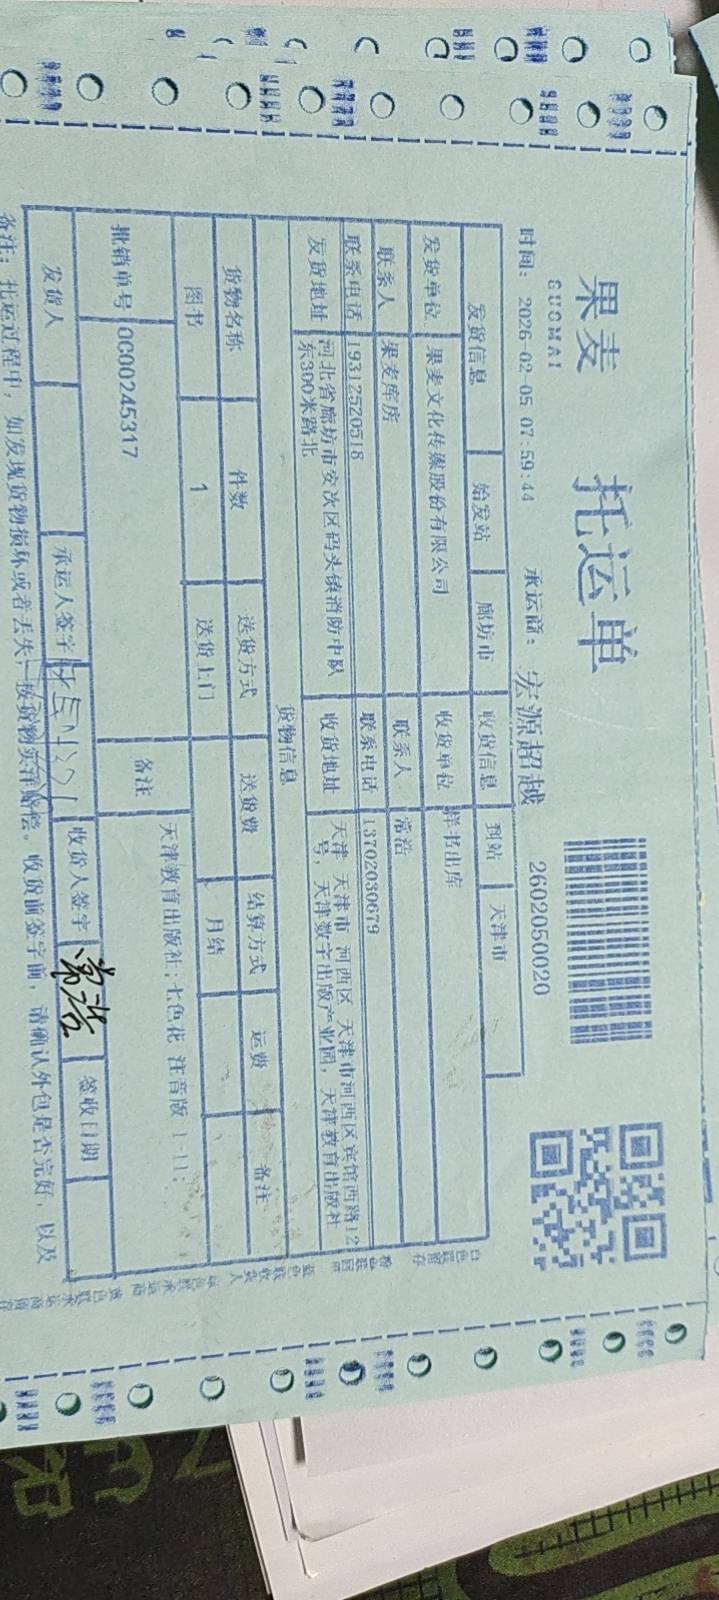 果麦
GUOMAI
托运单
时间: 2026-02-05 07:59:44 承运商: 宏源超越 2602050020
发货信息 始发站 廊坊市 收货信息 到站 天津市
发货单位 果麦文化传媒股份有限公司 收货单位 样书出库
联系人 果麦库房 联系人 常浩
联系电话 19312520518 联系电话 13702030679
发货地址 河北省廊坊市安次区码头镇消防中队东300米路北 收货地址 天津 天津市 河西区 天津市河西区宾馆西路12号, 天津数字出版产业园, 天津教育出版社
货物信息
货物名称 件数 送货方式 送货费 结算方式 运费 备注
图书 1 送货上门 月结
批销单号 0C00245317 备注 天津教育出版社:七色花 注音版 1-11;
发货人 承运人签字 收货人签字 常浩 签收日期
备注: 托运过程中, 如发现货物损坏或者丢失, 按货物实洋赔偿。收货前签字前, 请确认外包是否完好, 以及